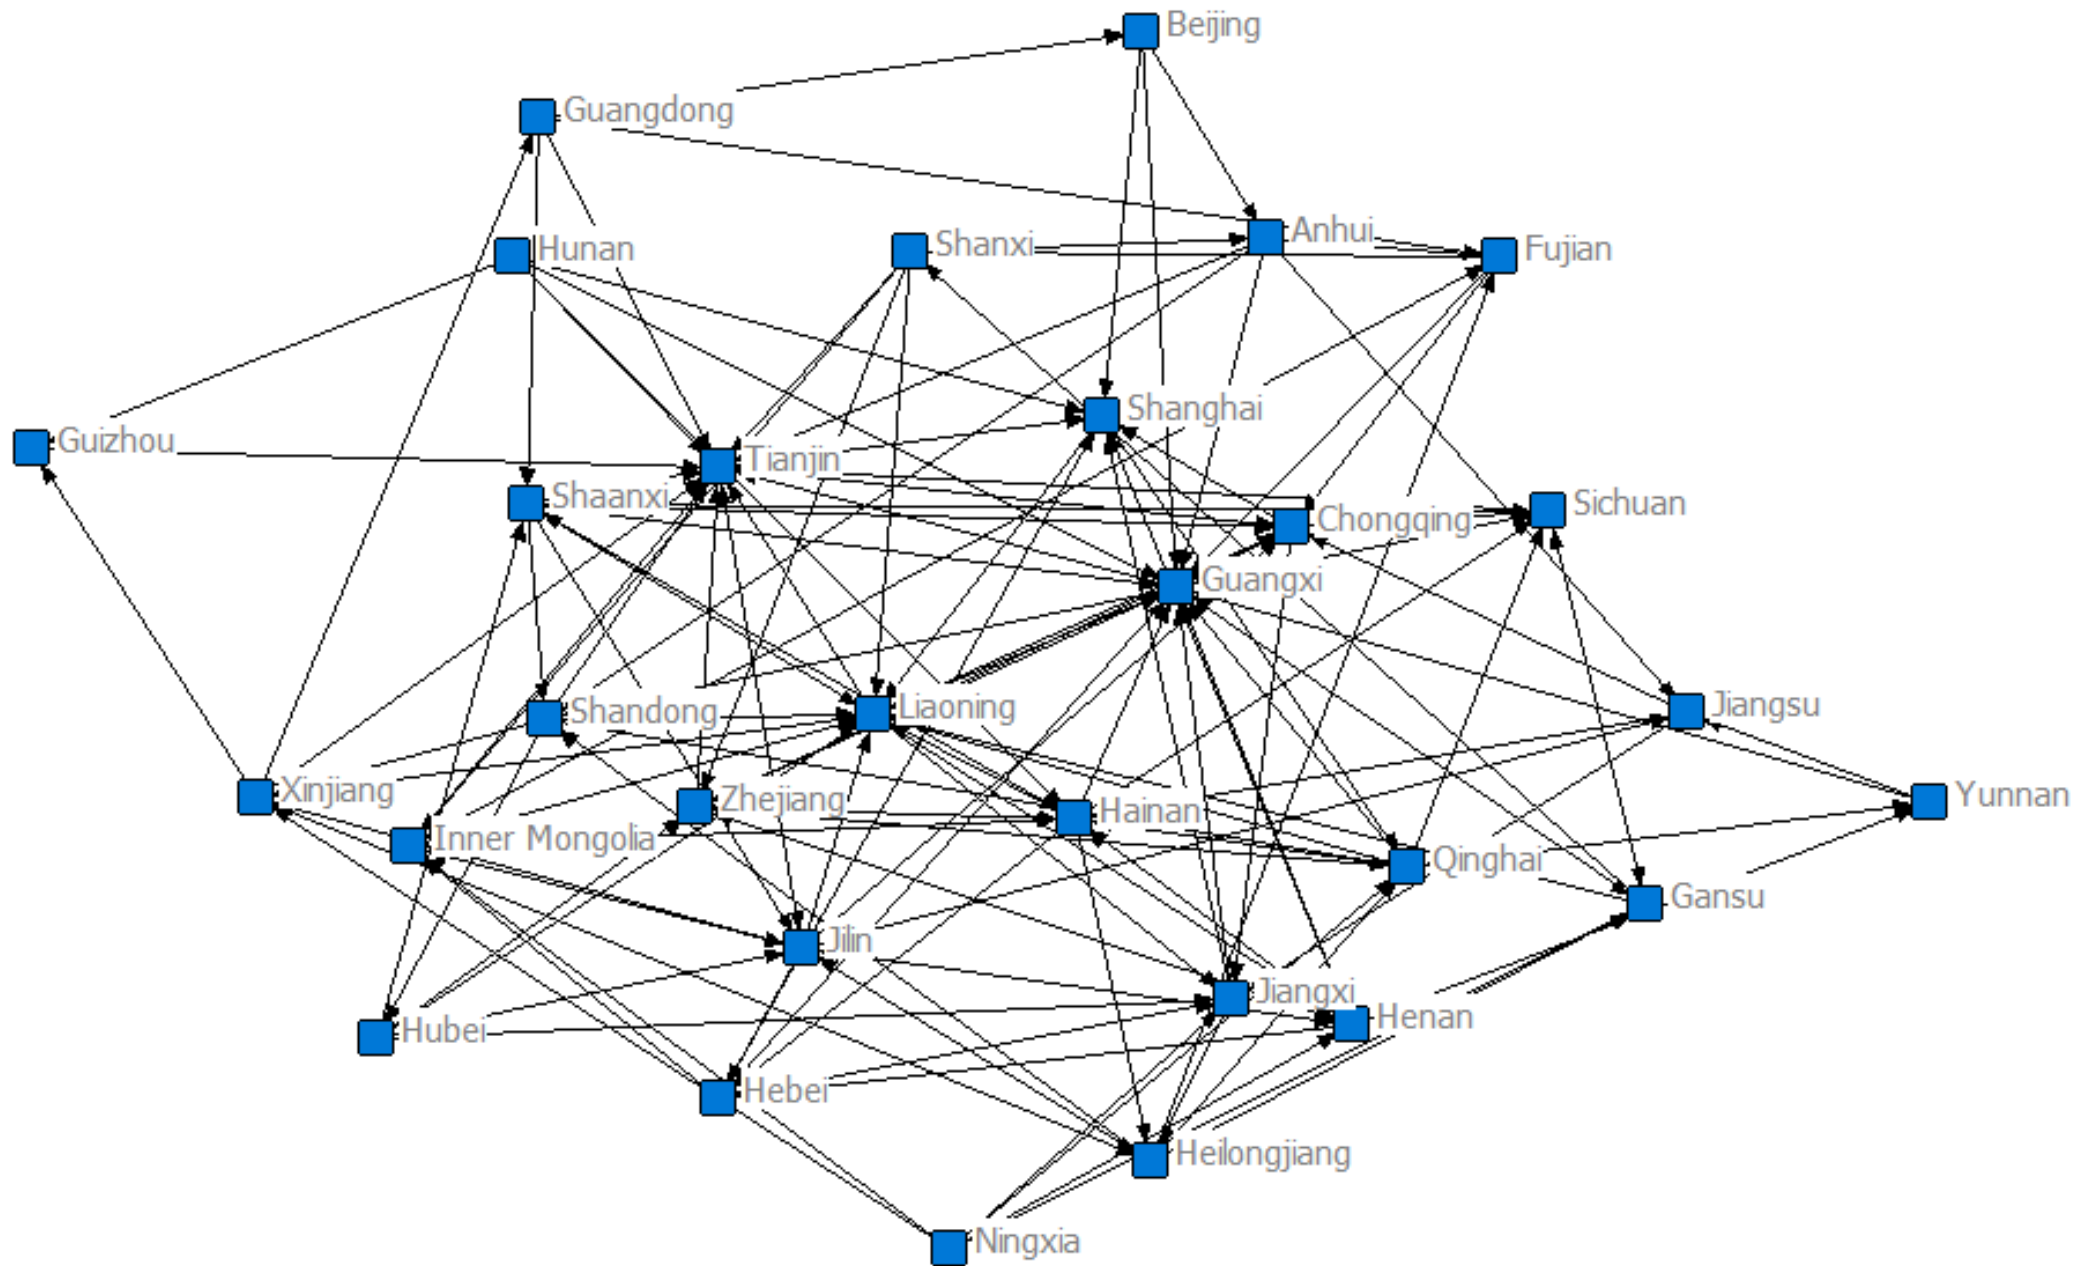 Beijing
Guangdong
Anhui
Hunan
Shanxi
Fujian
Shanghai
Guizhou
Tianjin
Shaanxi
Sichuan
Chongqing
Guangxi
Shandong
Liaoning
Jiangsu
Xinjiang
Zhejiang
Hainan
Yunnan
Inner Mongolia
Qinghai
Gansu
Jilin
Jiangxi
Henan
Hubei
Hebei
Heilongjiang
Ningxia